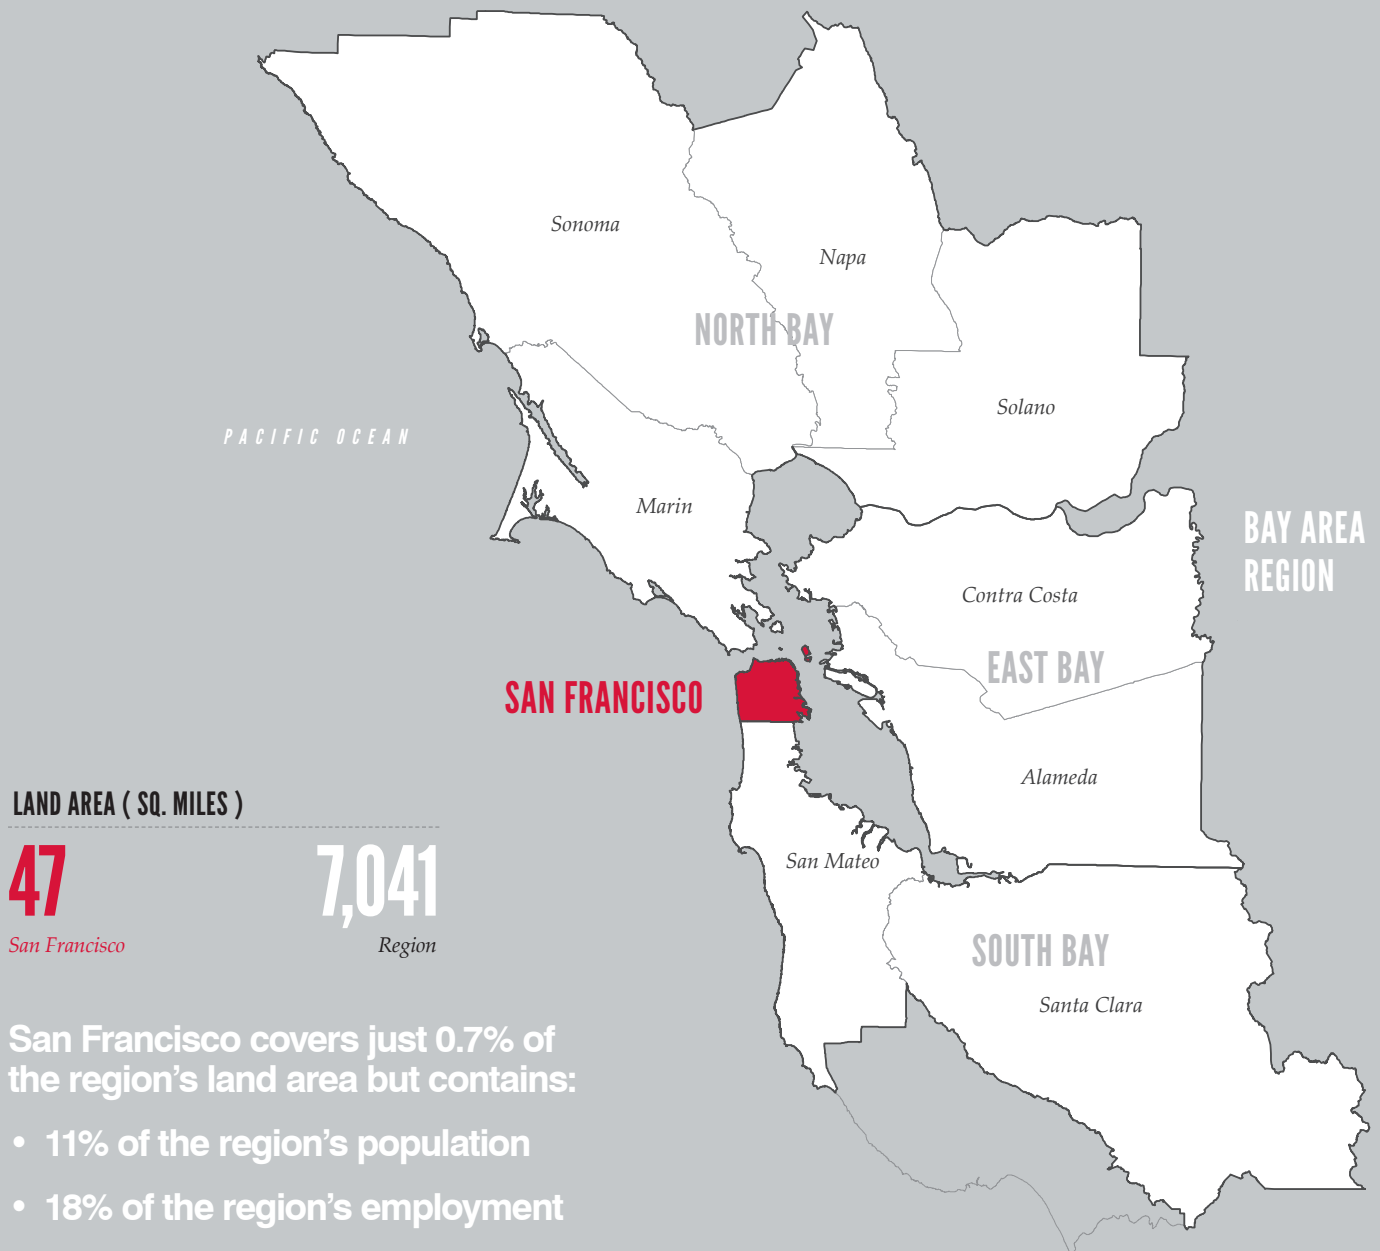 Sonoma
Napa
NORTH BAY
Solano
PACIFIC OCEAN
Marin
BAY AREA
REGION
Contra Costa
EAST BAY
SAN FRANCISCO
Alameda
San Mateo
SOUTH BAY
Santa Clara
LAND AREA ( SQ. MILES )
47
7,041
San Francisco
Region
San Francisco covers just 0.7% of
the region’s land area but contains:
• 11% of the region’s population
• 18% of the region’s employment